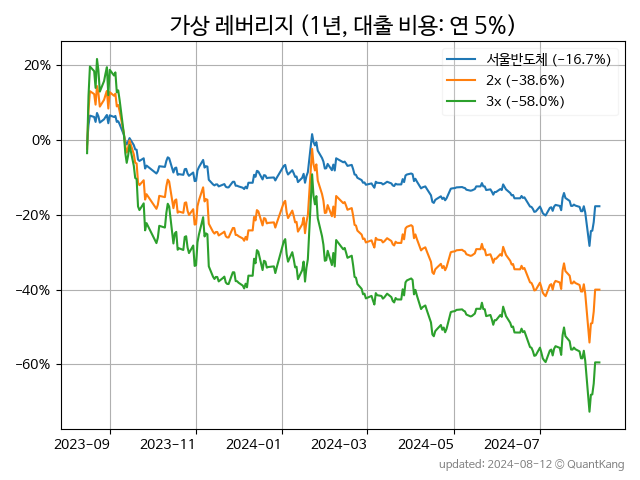 가상 레버리지 (1년, 대출 비용: 연 5%)
서울반도체 (−16.7%)
2x (−38.6%)
3x (−58.0%)
20%
0%
−20%
−40%
−60%
2023-09 2023-11 2024-01 2024-03 2024-05 2024-07
updated: 2024-08-12 © QuantKang